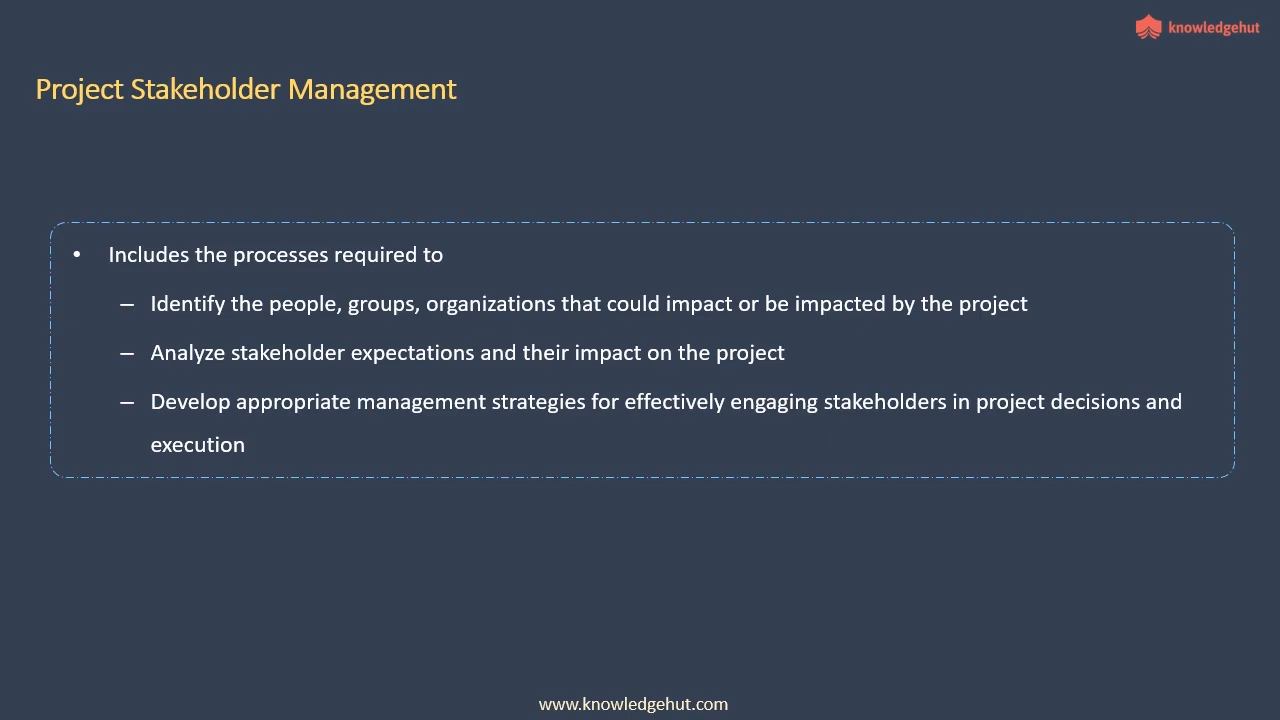 knowledgehut
Project Stakeholder Management
• Includes the processes required to
– Identify the people, groups, organizations that could impact or be impacted by the project
– Analyze stakeholder expectations and their impact on the project
– Develop appropriate management strategies for effectively engaging stakeholders in project decisions and
execution
www.knowledgehut.com